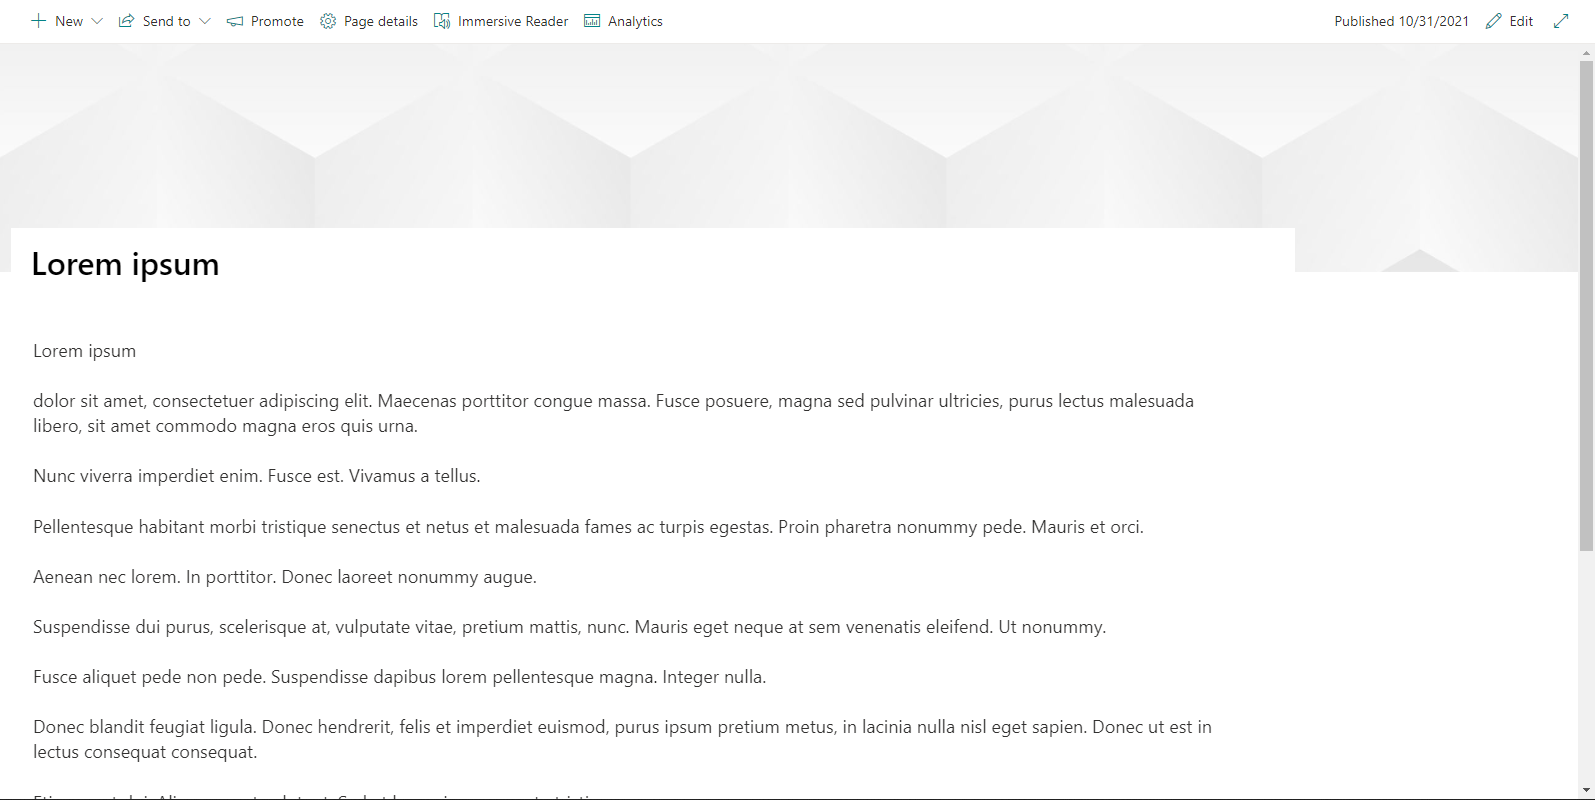 New Send to Promote Page details Immersive Reader Analytics Published 10/31/2021 Edit
Lorem ipsum
Lorem ipsum
dolor sit amet, consectetuer adipiscing elit. Maecenas porttitor congue massa. Fusce posuere, magna sed pulvinar ultricies, purus lectus malesuada
libero, sit amet commodo magna eros quis urna.
Nunc viverra imperdiet enim. Fusce est. Vivamus a tellus.
Pellentesque habitant morbi tristique senectus et netus et malesuada fames ac turpis egestas. Proin pharetra nonummy pede. Mauris et orci.
Aenean nec lorem. In porttitor. Donec laoreet nonummy augue.
Suspendisse dui purus, scelerisque at, vulputate vitae, pretium mattis, nunc. Mauris eget neque at sem venenatis eleifend. Ut nonummy.
Fusce aliquet pede non pede. Suspendisse dapibus lorem pellentesque magna. Integer nulla.
Donec blandit feugiat ligula. Donec hendrerit, felis et imperdiet euismod, purus ipsum pretium metus, in lacinia nulla nisl eget sapien. Donec ut est in
lectus consequat consequat.